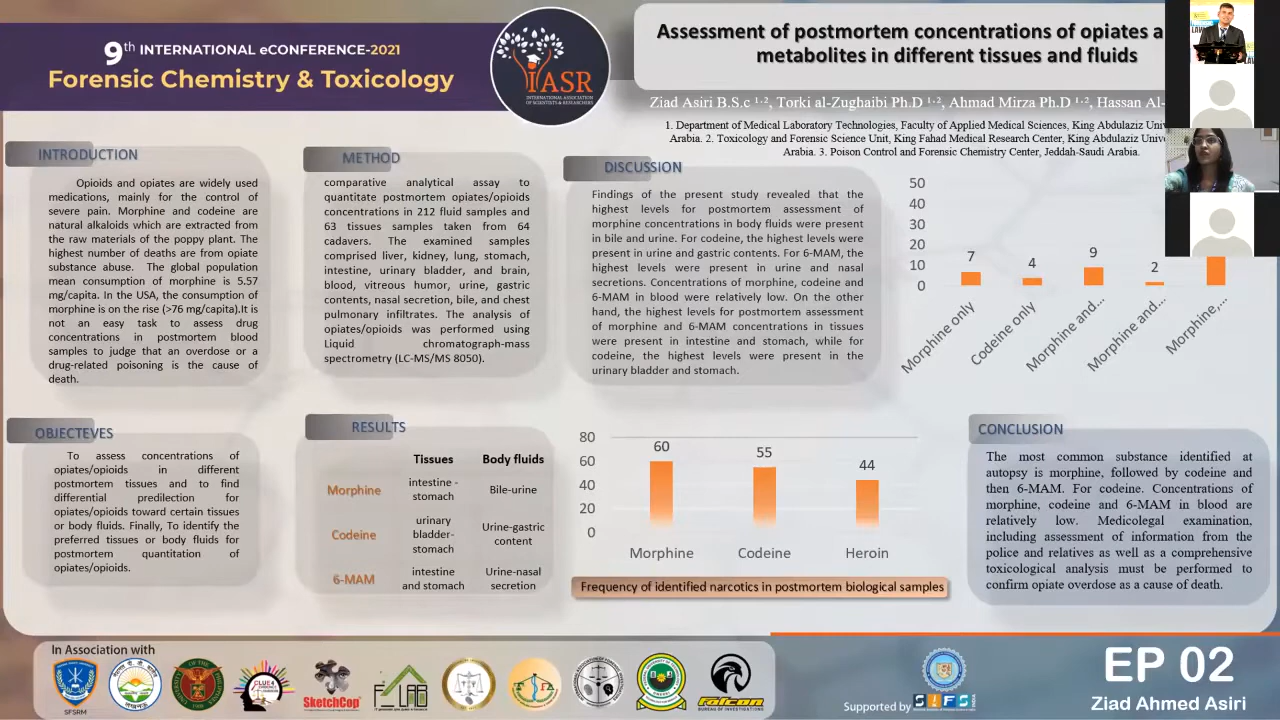 9th INTERNATIONAL eCONFERENCE-2021
Forensic Chemistry & Toxicology
IASR
INTERNATIONAL ASSOCIATION
OF SCIENTISTS & RESEARCHERS
Assessment of postmortem concentrations of opiates a
metabolites in different tissues and fluids
Ziad Asiri B.S.c ¹·², Torki al-Zughaibi Ph.D ¹·², Ahmad Mirza Ph.D ¹·², Hassan Al-
1. Department of Medical Laboratory Technologies, Faculty of Applied Medical Sciences, King Abdulaziz Univ
Arabia. 2. Toxicology and Forensic Science Unit, King Fahad Medical Research Center, King Abdulaziz Unive
Arabia. 3. Poison Control and Forensic Chemistry Center, Jeddah-Saudi Arabia.
INTRODUCTION
Opioids and opiates are widely used
medications, mainly for the control of
severe pain. Morphine and codeine are
natural alkaloids which are extracted from
the raw materials of the poppy plant. The
highest number of deaths are from opiate
substance abuse. The global population
mean consumption of morphine is 5.57
mg/capita. In the USA, the consumption of
morphine is on the rise (>76 mg/capita).It is
not an easy task to assess drug
concentrations in postmortem blood
samples to judge that an overdose or a
drug-related poisoning is the cause of
death.
METHOD
comparative analytical assay to
quantitate postmortem opiates/opioids
concentrations in 212 fluid samples and
63 tissues samples taken from 64
cadavers. The examined samples
comprised liver, kidney, lung, stomach,
intestine, urinary bladder, and brain,
blood, vitreous humor, urine, gastric
contents, nasal secretion, bile, and chest
pulmonary infiltrates. The analysis of
opiates/opioids was performed using
Liquid chromatograph-mass
spectrometry (LC-MS/MS 8050).
DISCUSSION
Findings of the present study revealed that the
highest levels for postmortem assessment of
morphine concentrations in body fluids were present
in bile and urine. For codeine, the highest levels were
present in urine and gastric contents. For 6-MAM, the
highest levels were present in urine and nasal
secretions. Concentrations of morphine, codeine and
6-MAM in blood were relatively low. On the other
hand, the highest levels for postmortem assessment
of morphine and 6-MAM concentrations in tissues
were present in intestine and stomach, while for
codeine, the highest levels were present in the
urinary bladder and stomach.
50
40
30
20
10
0
7
4
9
2
Morphine only
Codeine only
Morphine and...
Morphine and...
Morphine,...
OBJECTEVES
To assess concentrations of
opiates/opioids in different
postmortem tissues and to find
differential predilection for
opiates/opioids toward certain tissues
or body fluids. Finally, To identify the
preferred tissues or body fluids for
postmortem quantitation of
opiates/opioids.
RESULTS
Tissues Body fluids
Morphine intestine - stomach Bile-urine
Codeine urinary bladder- stomach Urine-gastric content
6-MAM intestine and stomach Urine-nasal secretion
80
60
40
20
0
60
55
44
Morphine Codeine Heroin
Frequency of identified narcotics in postmortem biological samples
CONCLUSION
The most common substance identified at
autopsy is morphine, followed by codeine and
then 6-MAM. For codeine. Concentrations of
morphine, codeine and 6-MAM in blood are
relatively low. Medicolegal examination,
including assessment of information from the
police and relatives as well as a comprehensive
toxicological analysis must be performed to
confirm opiate overdose as a cause of death.
In Association with
SFSRM
SketchCop
F LAB
falcon
BUREAU OF INVESTIGATIONS
Supported by
SIFS
INDIA
EP 02
Ziad Ahmed Asiri